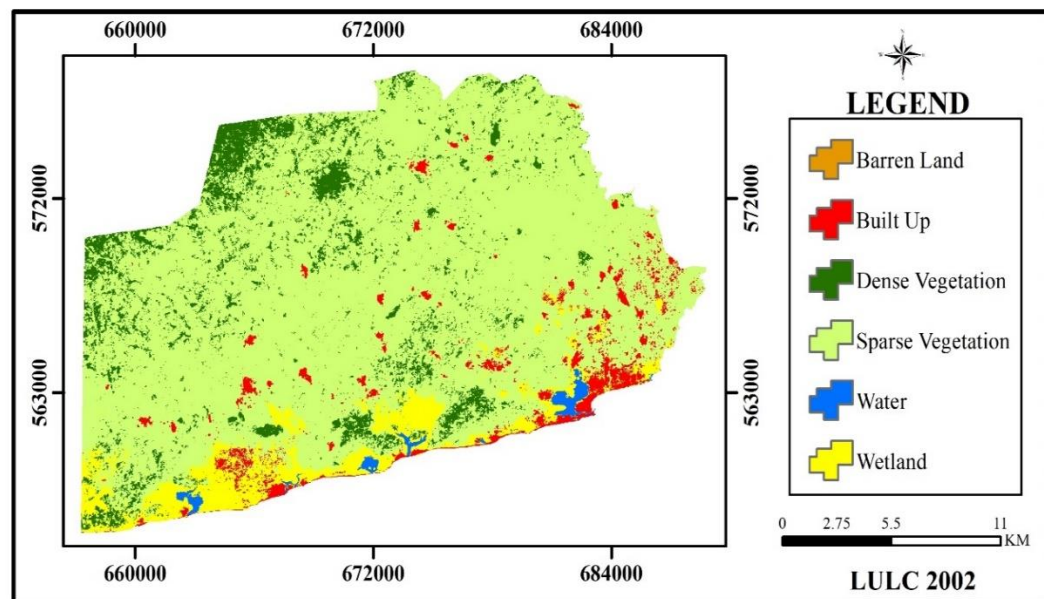 660000 672000 684000
LEGEND
Barren Land
Built Up
Dense Vegetation
Sparse Vegetation
Water
Wetland
572000 572000
563000 563000
0 2.75 5.5 11
KM
660000 672000 684000
LULC 2002